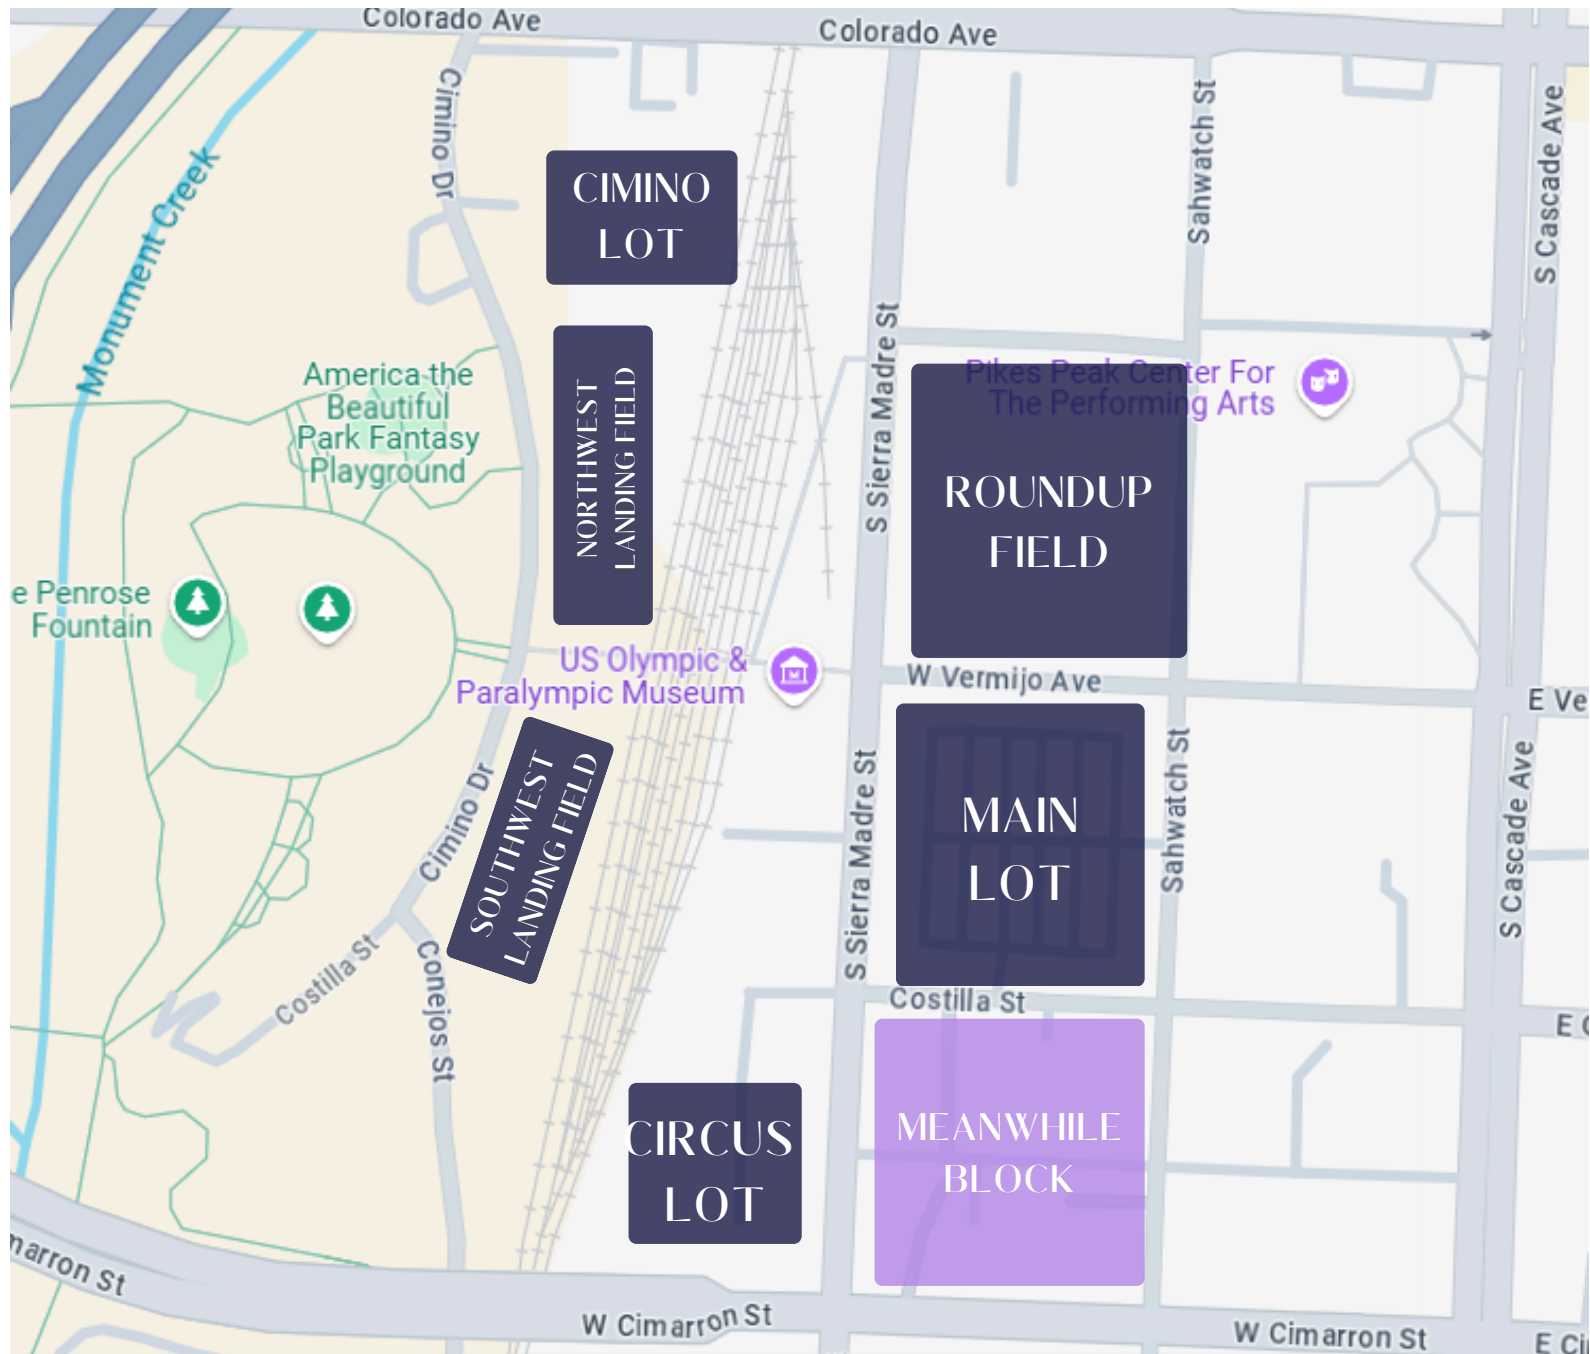 Colorado Ave
Colorado Ave
Cimino Dr
Sahwatch St
S Cascade Ave
Monument Creek
CIMINO
LOT
America the
Beautiful
Park Fantasy
Playground
NORTHWEST
LANDING FIELD
S Sierra Madre St
Pikes Peak Center For
The Performing Arts
ROUNDUP
FIELD
e Penrose
Fountain
US Olympic &
Paralympic Museum
W Vermijo Ave
E Ve
SOUTHWEST
LANDING FIELD
Cimino Dr
S Sierra Madre St
MAIN
LOT
Sahwatch St
S Cascade Ave
Costilla St
Conejos St
Costilla St
E C
CIRCUS
LOT
MEANWHILE
BLOCK
marron St
W Cimarron St
W Cimarron St
E Ci